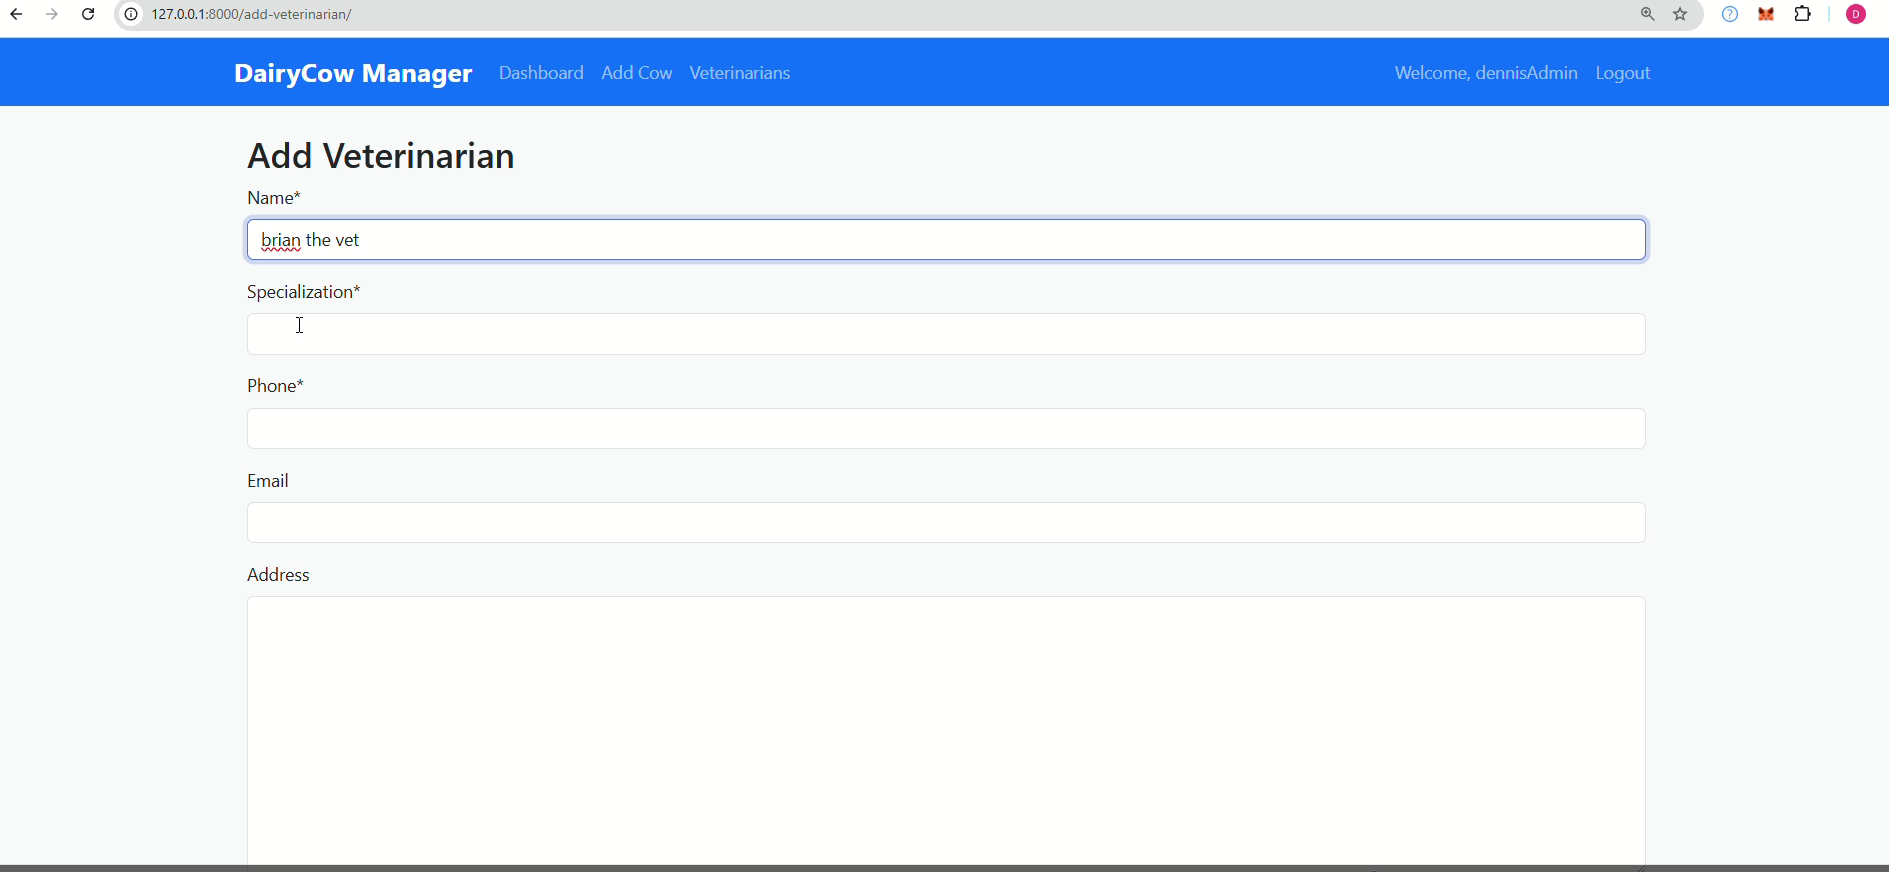 127.0.0.1:8000/add-veterinarian/
D
DairyCow Manager Dashboard Add Cow Veterinarians Welcome, dennisAdmin Logout
Add Veterinarian
Name*
brian the vet
Specialization*
Phone*
Email
Address